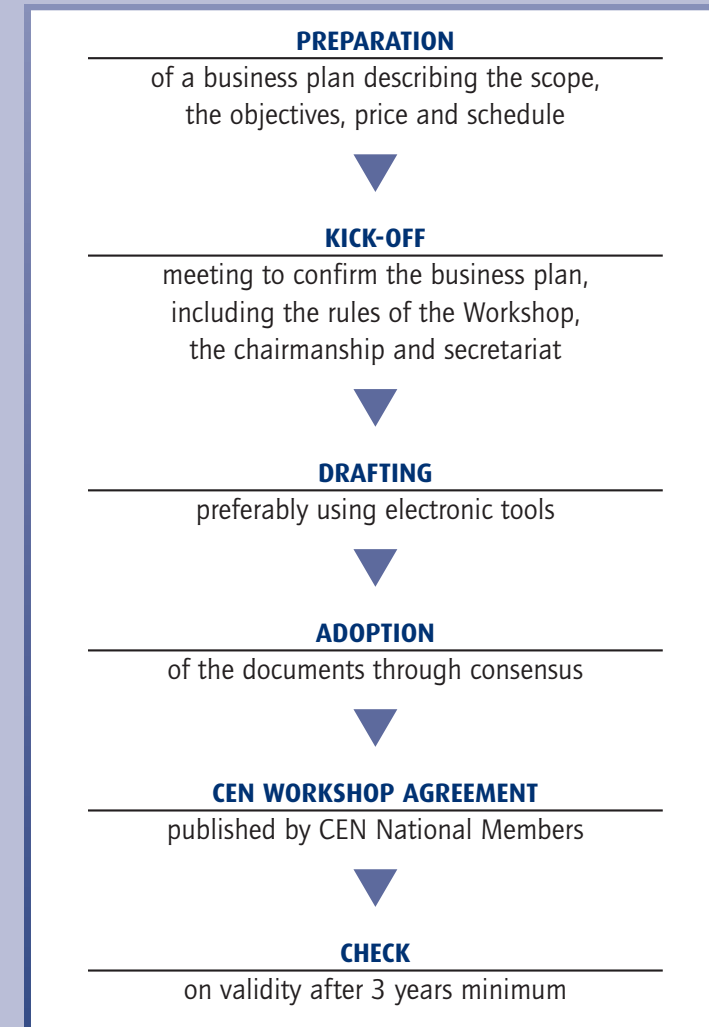 PREPARATION
of a business plan describing the scope,
the objectives, price and schedule
KICK-OFF
meeting to confirm the business plan,
including the rules of the Workshop,
the chairmanship and secretariat
DRAFTING
preferably using electronic tools
ADOPTION
of the documents through consensus
CEN WORKSHOP AGREEMENT
published by CEN National Members
CHECK
on validity after 3 years minimum